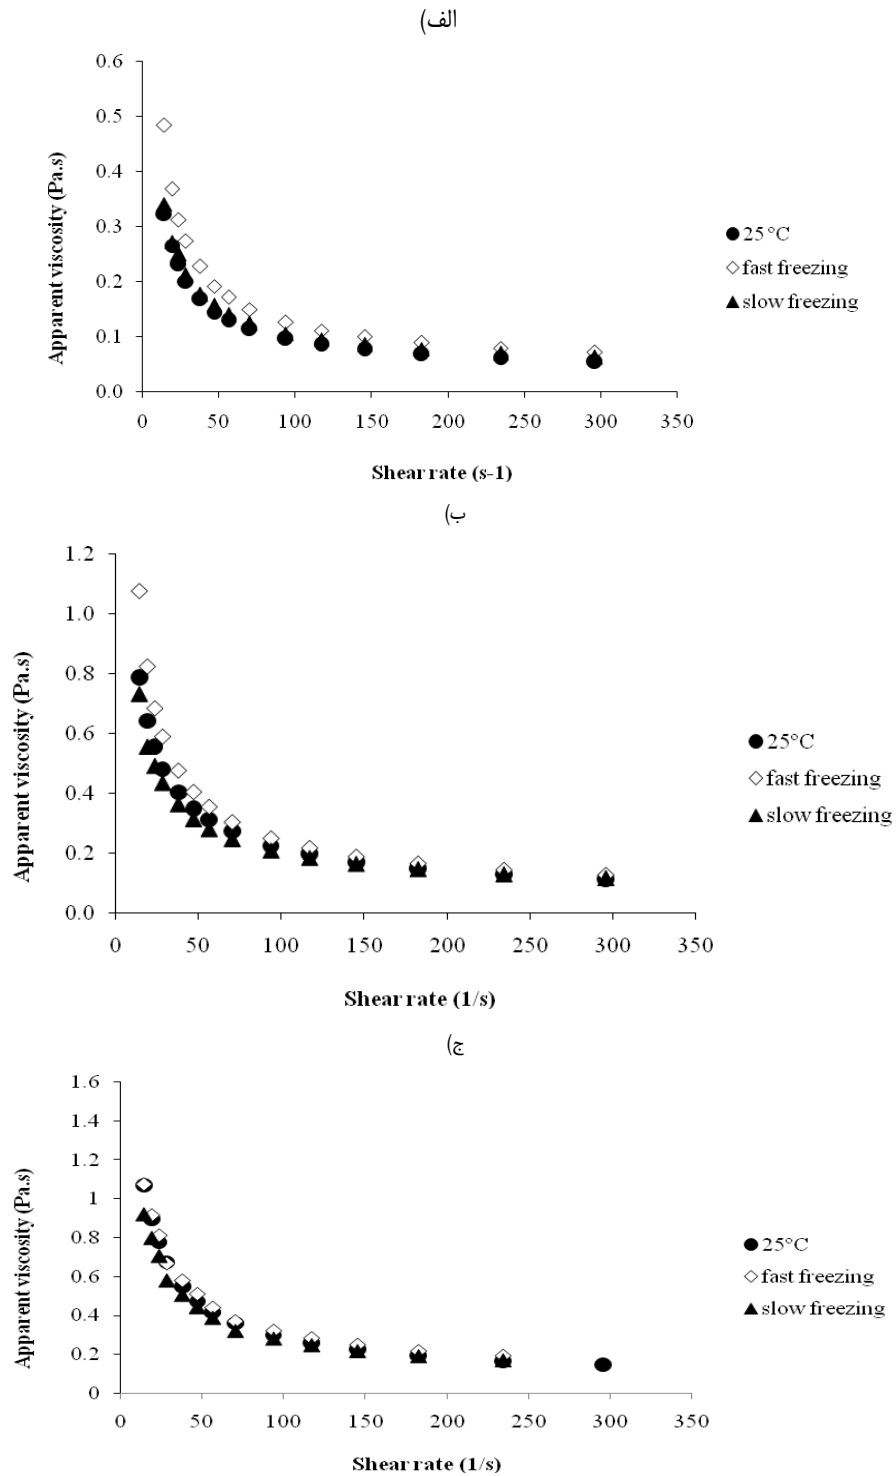 الف)
0.6
0.5
0.4
0.3
0.2
0.1
0.0
Apparent viscosity (Pa.s)
0 50 100 150 200 250 300 350
Shear rate (s-1)
25 °C
fast freezing
slow freezing
ب)
1.2
1.0
0.8
0.6
0.4
0.2
0.0
Apparent viscosity (Pa.s)
0 50 100 150 200 250 300 350
Shear rate (1/s)
25°C
fast freezing
slow freezing
ج)
1.6
1.4
1.2
1
0.8
0.6
0.4
0.2
0
Apparent viscosity (Pa.s)
0 50 100 150 200 250 300 350
Shear rate (1/s)
25°C
fast freezing
slow freezing